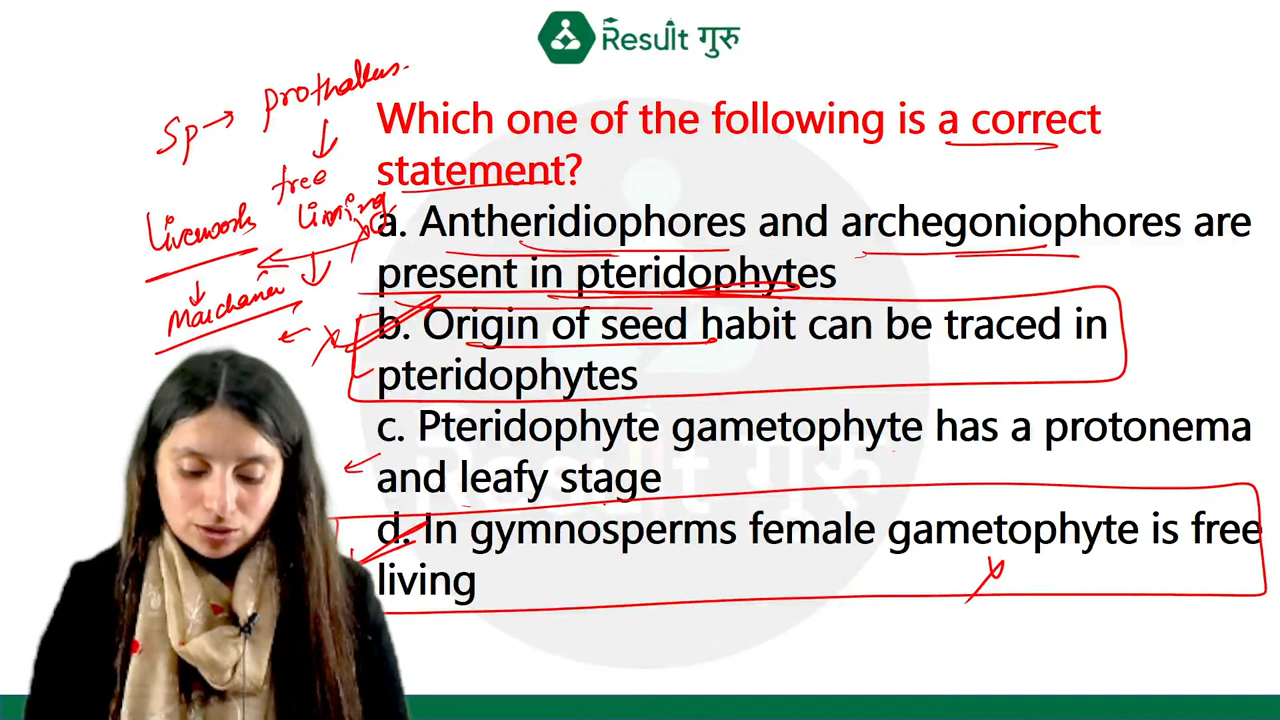 Result गुरु
Sp → prothallus.
free
living
Liveworts
Marchantia
Which one of the following is a correct
statement?
a. Antheridiophores and archegoniophores are
present in pteridophytes
b. Origin of seed habit can be traced in
pteridophytes
c. Pteridophyte gametophyte has a protonema
and leafy stage
d. In gymnosperms female gametophyte is free
living